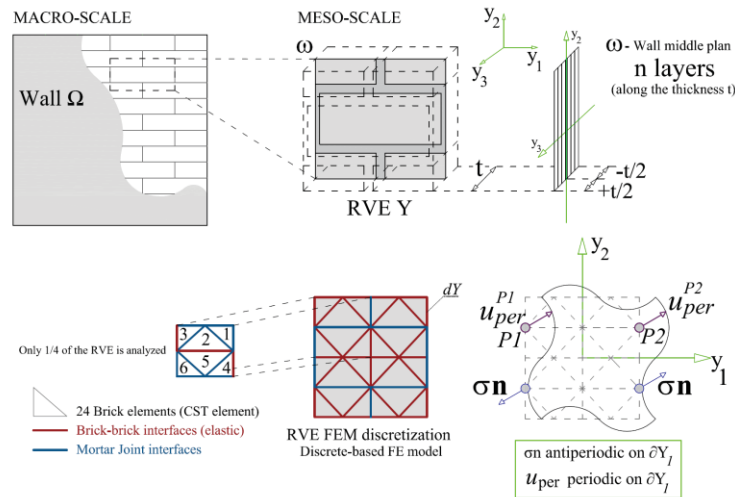 MACRO-SCALE
MESO-SCALE
Wall Ω
ω
RVE Y
t
y2
y1
y3
y2
y3
ω- Wall middle plan
n layers
(along the thickness t)
-t/2
+t/2
Only 1/4 of the RVE is analyzed
3 2 1
6 5 4
24 Brick elements (CST element)
Brick-brick interfaces (elastic)
Mortar Joint interfaces
dY
RVE FEM discretization
Discrete-based FE model
y2
y1
u_per^P1
P1
u_per^P2
P2
σn
σn
σn antiperiodic on ∂Y_l
u_per periodic on ∂Y_l